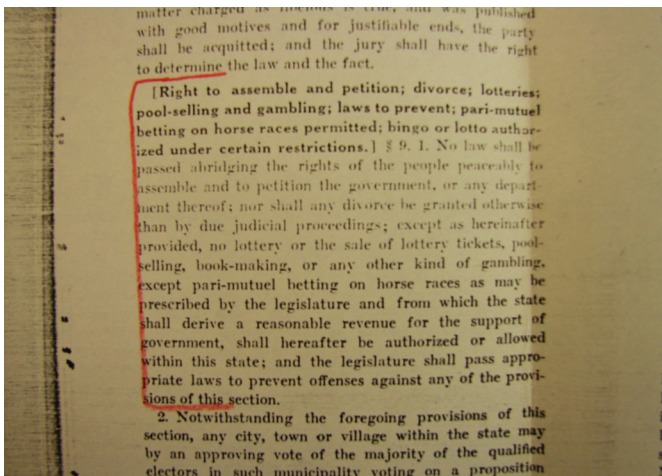 matter charged as libellous is true, and was published
with good motives and for justifiable ends, the party
shall be acquitted; and the jury shall have the right
to determine the law and the fact.
[Right to assemble and petition; divorce; lotteries;
pool-selling and gambling; laws to prevent; pari-mutuel
betting on horse races permitted; bingo or lotto author-
ized under certain restrictions.] § 9. 1. No law shall be
passed abridging the rights of the people peaceably to
assemble and to petition the government, or any depart-
ment thereof; nor shall any divorce be granted otherwise
than by due judicial proceedings; except as hereinafter
provided, no lottery or the sale of lottery tickets, pool-
selling, book-making, or any other kind of gambling,
except pari-mutuel betting on horse races as may be
prescribed by the legislature and from which the state
shall derive a reasonable revenue for the support of
government, shall hereafter be authorized or allowed
within this state; and the legislature shall pass appro-
priate laws to prevent offenses against any of the provi-
sions of this section.
2. Notwithstanding the foregoing provisions of this
section, any city, town or village within the state may
by an approving vote of the majority of the qualified
electors in such municipality voting on a proposition